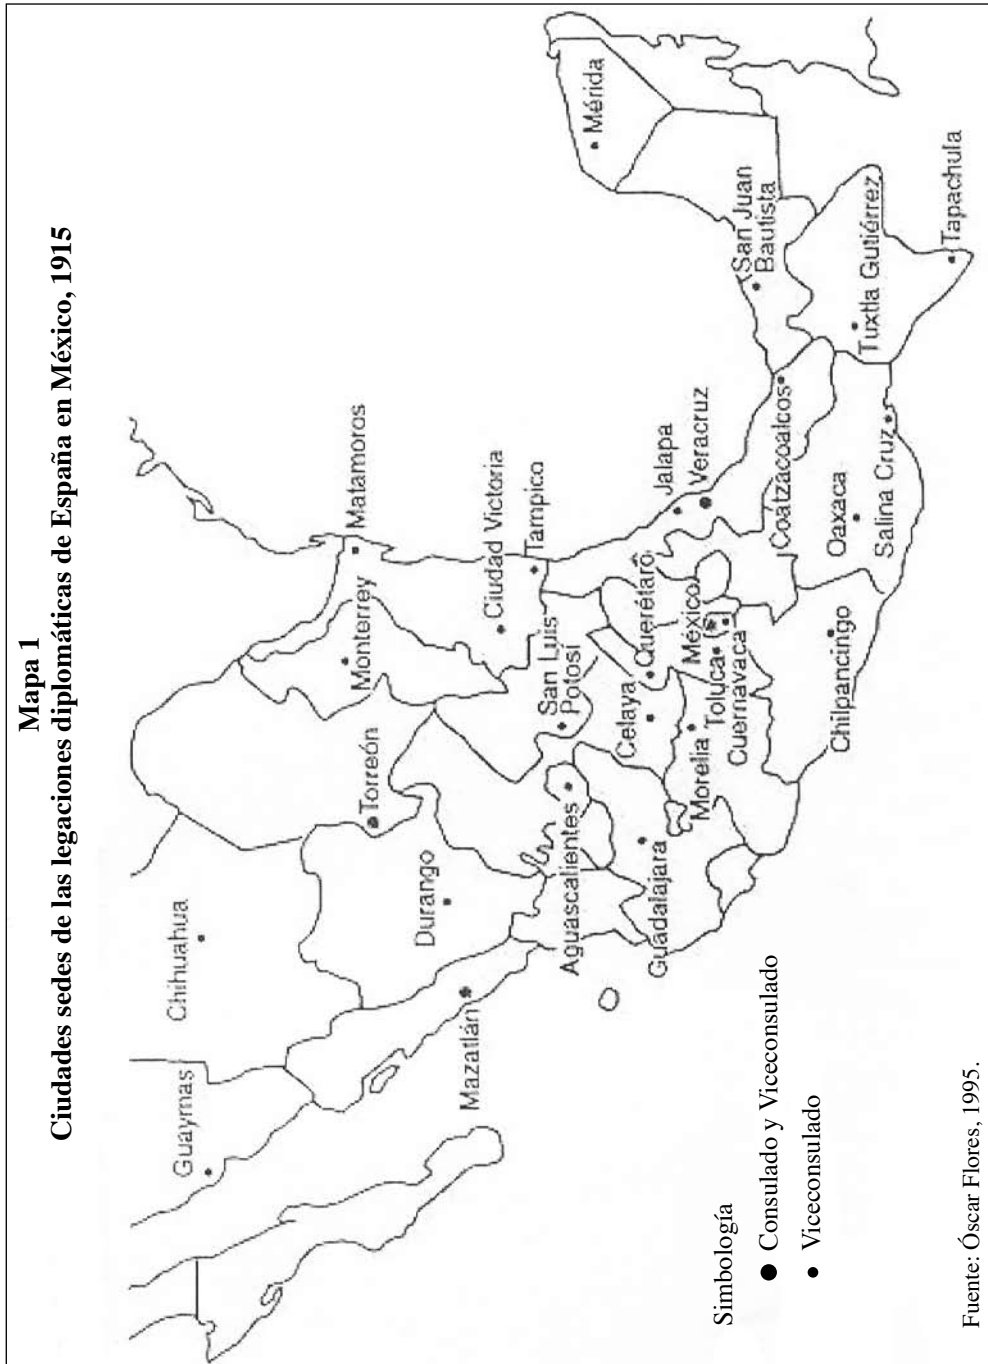 Mapa 1
Ciudades sedes de las legaciones diplomáticas de España en México, 1915
Guaymas
Chihuahua
Torreón
Monterrey
Matamoros
Durango
Mazatlán
Ciudad Victoria
Tampico
San Luis
Potosí
Aguascalientes
Guadalajara
Celaya
Querétaro
Morelia
México
Toluca
Cuernavaca
Jalapa
Veracruz
Chilpancingo
Coátzacoalcos
Oaxaca
Salina Cruz
San Juan
Bautista
Mérida
Tuxtla Gutiérrez
Tapachula
Simbología
Consulado y Viceconsulado
Viceconsulado
Fuente: Óscar Flores, 1995.